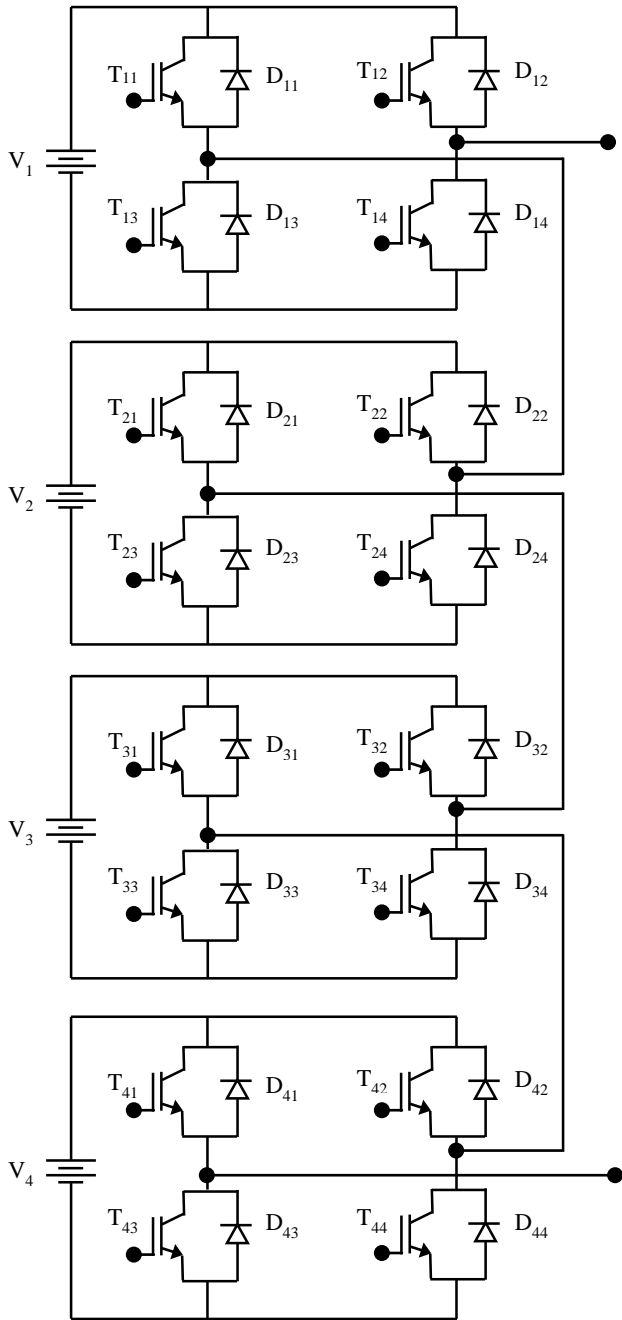 T₁₁ D₁₁ T₁₂ D₁₂
V₁
T₁₃ D₁₃ T₁₄ D₁₄
T₂₁ D₂₁ T₂₂ D₂₂
V₂
T₂₃ D₂₃ T₂₄ D₂₄
T₃₁ D₃₁ T₃₂ D₃₂
V₃
T₃₃ D₃₃ T₃₄ D₃₄
T₄₁ D₄₁ T₄₂ D₄₂
V₄
T₄₃ D₄₃ T₄₄ D₄₄